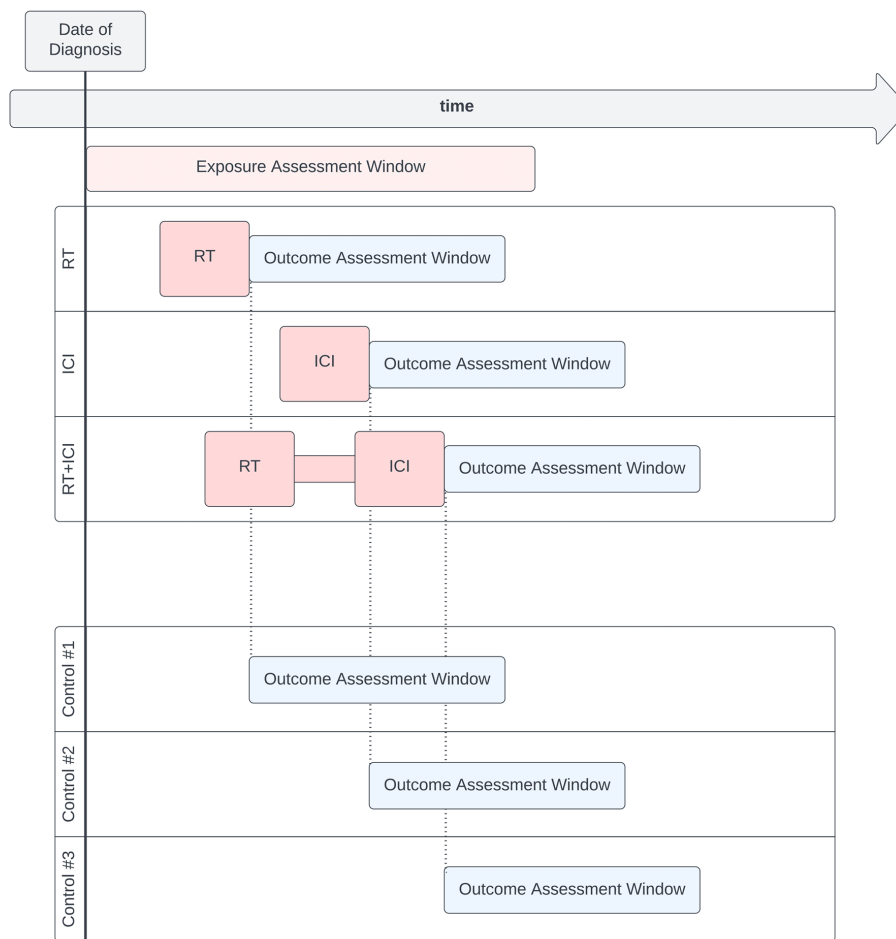 Date of
Diagnosis
time
Exposure Assessment Window
RT
RT
Outcome Assessment Window
ICI
ICI
Outcome Assessment Window
RT+ICI
RT
ICI
Outcome Assessment Window
Control #1
Outcome Assessment Window
Control #2
Outcome Assessment Window
Control #3
Outcome Assessment Window